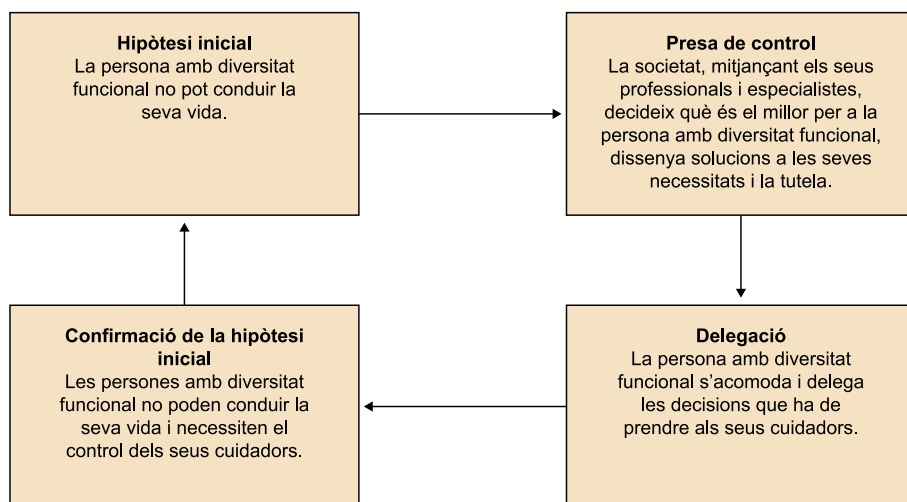 Hipòtesi inicial
La persona amb diversitat
funcional no pot conduir la
seva vida.
Presa de control
La societat, mitjançant els seus
professionals i especialistes,
decideix què és el millor per a la
persona amb diversitat funcional,
dissenya solucions a les seves
necessitats i la tutela.
Delegació
La persona amb diversitat
funcional s’acomoda i delega
les decisions que ha de
prendre als seus cuidadors.
Confirmació de la hipòtesi
inicial
Les persones amb diversitat
funcional no poden conduir la
seva vida i necessiten el
control dels seus cuidadors.